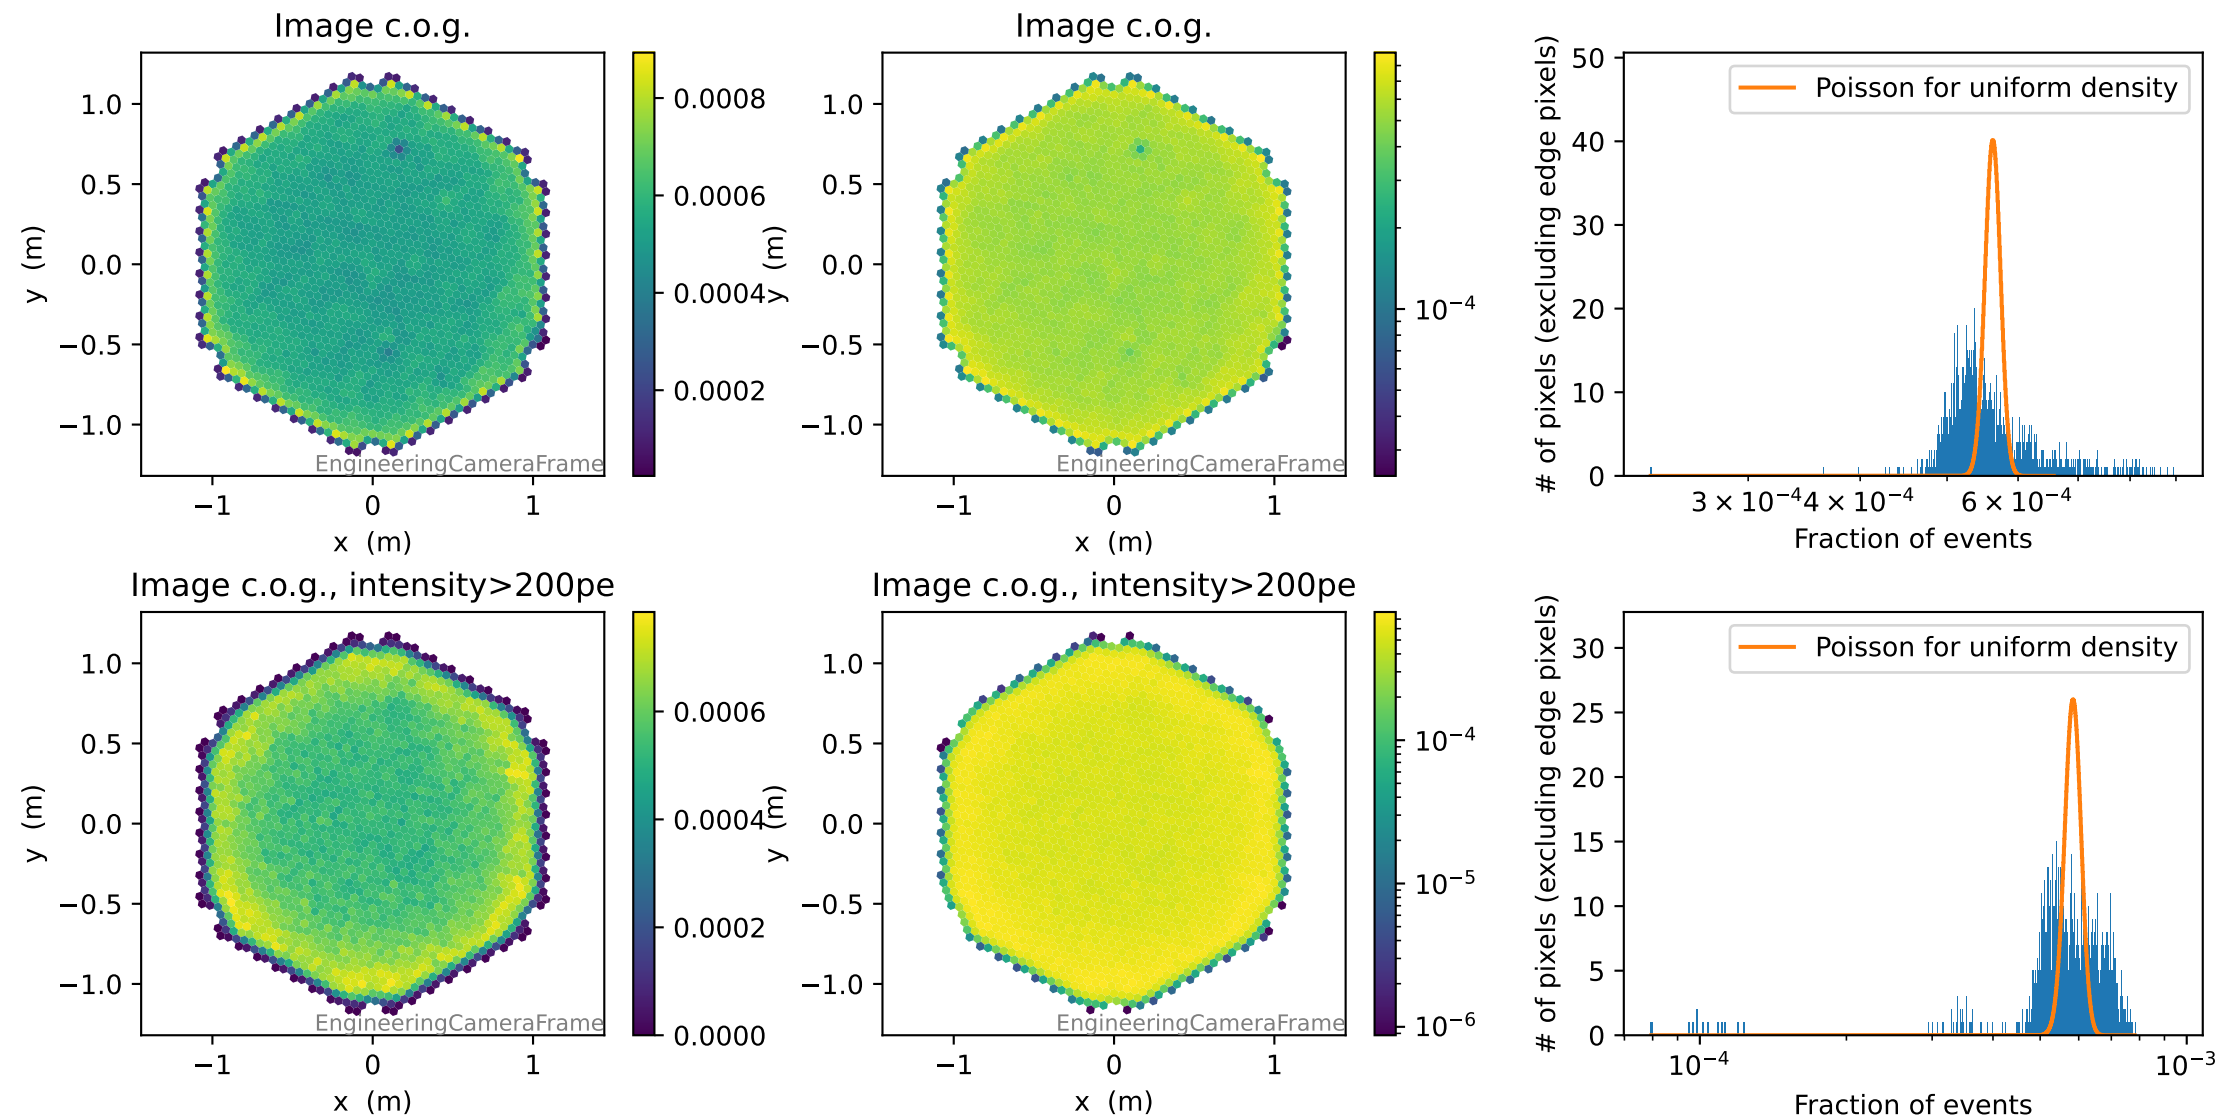 Image c.o.g.
1.0
0.5
0.0
−0.5
−1.0
y (m)
−1
0
1
x (m)
EngineeringCameraFrame
0.0008
0.0006
0.0004
0.0002
Image c.o.g.
1.0
0.5
0.0
−0.5
−1.0
y (m)
−1
0
1
x (m)
EngineeringCameraFrame
10⁻⁴
50
40
30
20
10
0
# of pixels (excluding edge pixels)
Poisson for uniform density
3 × 10⁻⁴
4 × 10⁻⁴
6 × 10⁻⁴
Fraction of events
Image c.o.g., intensity>200pe
1.0
0.5
0.0
−0.5
−1.0
y (m)
−1
0
1
x (m)
EngineeringCameraFrame
0.0006
0.0004
0.0002
0.0000
Image c.o.g., intensity>200pe
1.0
0.5
0.0
−0.5
−1.0
y (m)
−1
0
1
x (m)
EngineeringCameraFrame
10⁻⁴
10⁻⁵
10⁻⁶
30
25
20
15
10
5
0
# of pixels (excluding edge pixels)
Poisson for uniform density
10⁻⁴
10⁻³
Fraction of events